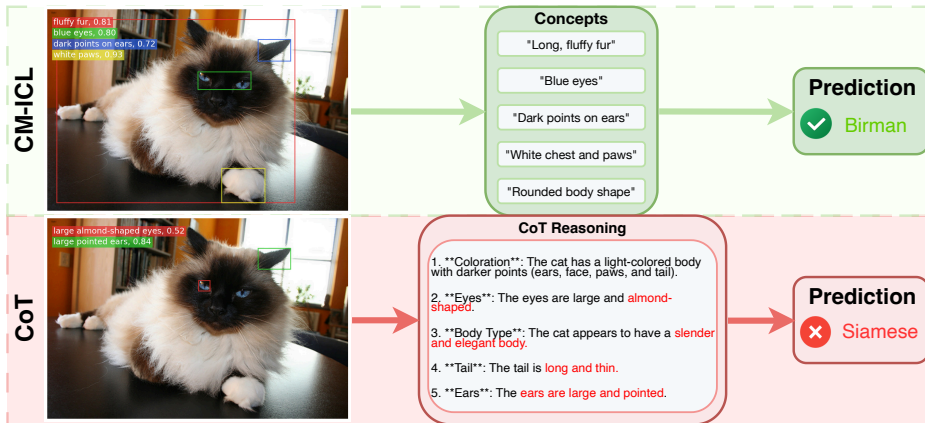 CM-ICL
fluffy fur, 0.81
blue eyes, 0.80
dark points on ears, 0.72
white paws, 0.93
Concepts
"Long, fluffy fur"
"Blue eyes"
"Dark points on ears"
"White chest and paws"
"Rounded body shape"
Prediction
Birman
CoT
large almond-shaped eyes, 0.52
large pointed ears, 0.84
CoT Reasoning
1. **Coloration**: The cat has a light-colored body
with darker points (ears, face, paws, and tail).
2. **Eyes**: The eyes are large and almond-
shaped.
3. **Body Type**: The cat appears to have a slender
and elegant body.
4. **Tail**: The tail is long and thin.
5. **Ears**: The ears are large and pointed.
Prediction
Siamese